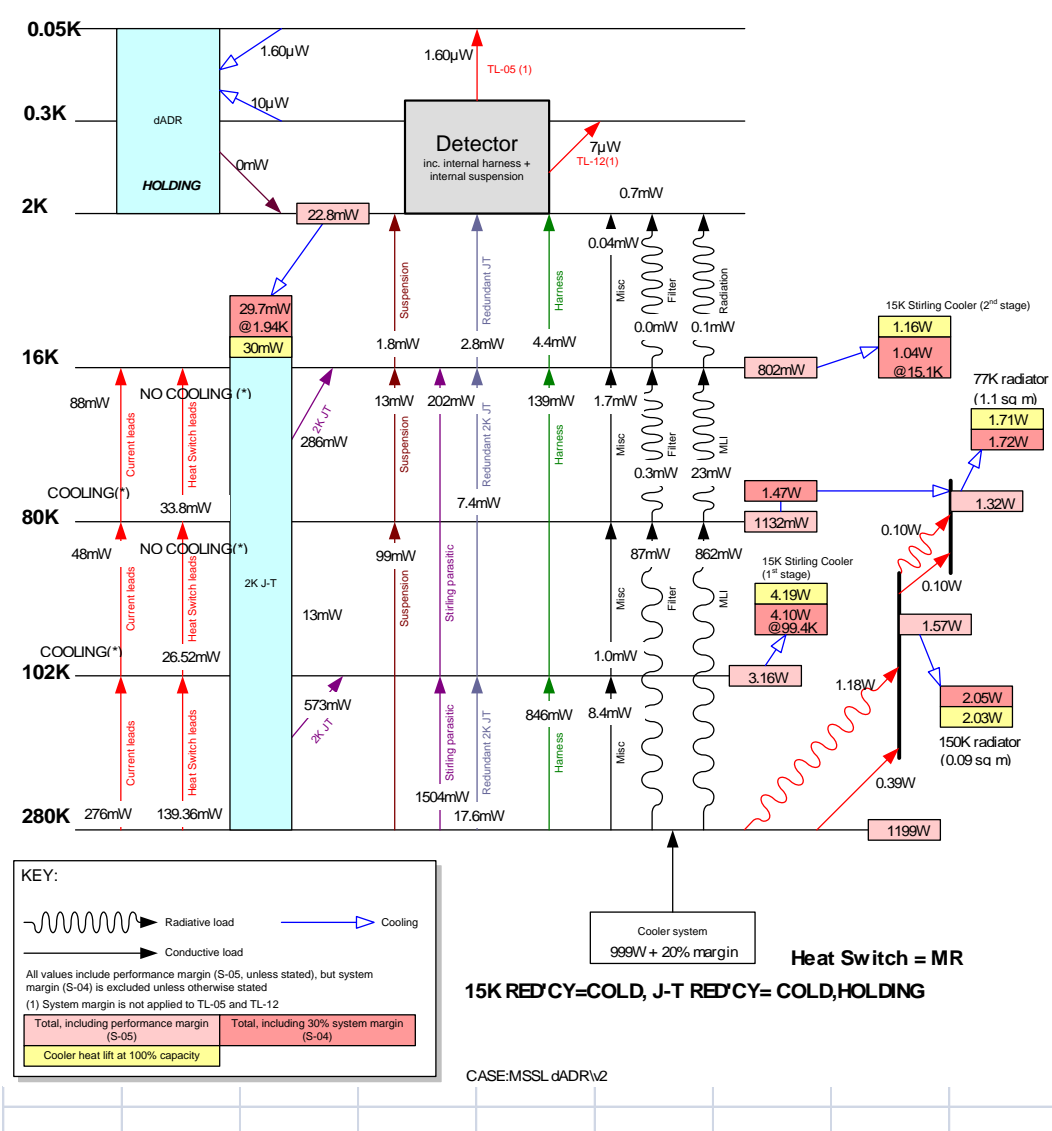 0.05K
1.60µW
1.60µW
TL-05 (1)
10µW
0.3K
dADR
Detector
inc. internal harness +
internal suspension
7µW
TL-12(1)
0mW
HOLDING
0.7mW
2K
22.8mW
0.04mW
Suspension
Redundant JT
Harness
Misc
Filter
Radiation
29.7mW
@1.94K
30mW
1.8mW
2.8mW
4.4mW
0.0mW
0.1mW
15K Stirling Cooler (2nd stage)
1.16W
1.04W
@15.1K
16K
802mW
77K radiator
(1.1 sq m)
1.71W
1.72W
NO COOLING (*)
88mW
13mW
202mW
139mW
1.7mW
Current leads
Heat Switch leads
2K JT
286mW
Suspension
Redundant 2K JT
Harness
Misc
Filter
MLI
0.3mW
23mW
COOLING(*)
33.8mW
7.4mW
1.47W
1.32W
80K
1132mW
0.10W
NO COOLING(*)
48mW
99mW
87mW
862mW
15K Stirling Cooler
(1st stage)
4.19W
4.10W
@99.4K
0.10W
2K J-T
Current leads
Heat Switch leads
Suspension
Stirling parasitic
Misc
Filter
MLI
13mW
1.57W
COOLING(*)
26.52mW
1.0mW
102K
3.16W
1.18W
573mW
2K JT
846mW
8.4mW
2.05W
2.03W
150K radiator
(0.09 sq m)
Current leads
Heat Switch leads
Stirling parasitic
Redundant 2K JT
Harness
Misc
0.39W
1504mW
280K
276mW
139.36mW
17.6mW
1199W
KEY:
Radiative load
Cooling
Conductive load
All values include performance margin (S-05, unless stated), but system
margin (S-04) is excluded unless otherwise stated
(1) System margin is not applied to TL-05 and TL-12
Total, including performance margin
(S-05)
Total, including 30% system margin
(S-04)
Cooler heat lift at 100% capacity
Cooler system
999W + 20% margin
Heat Switch = MR
15K RED'CY=COLD, J-T RED'CY= COLD,HOLDING
CASE:MSSL dADR\v2